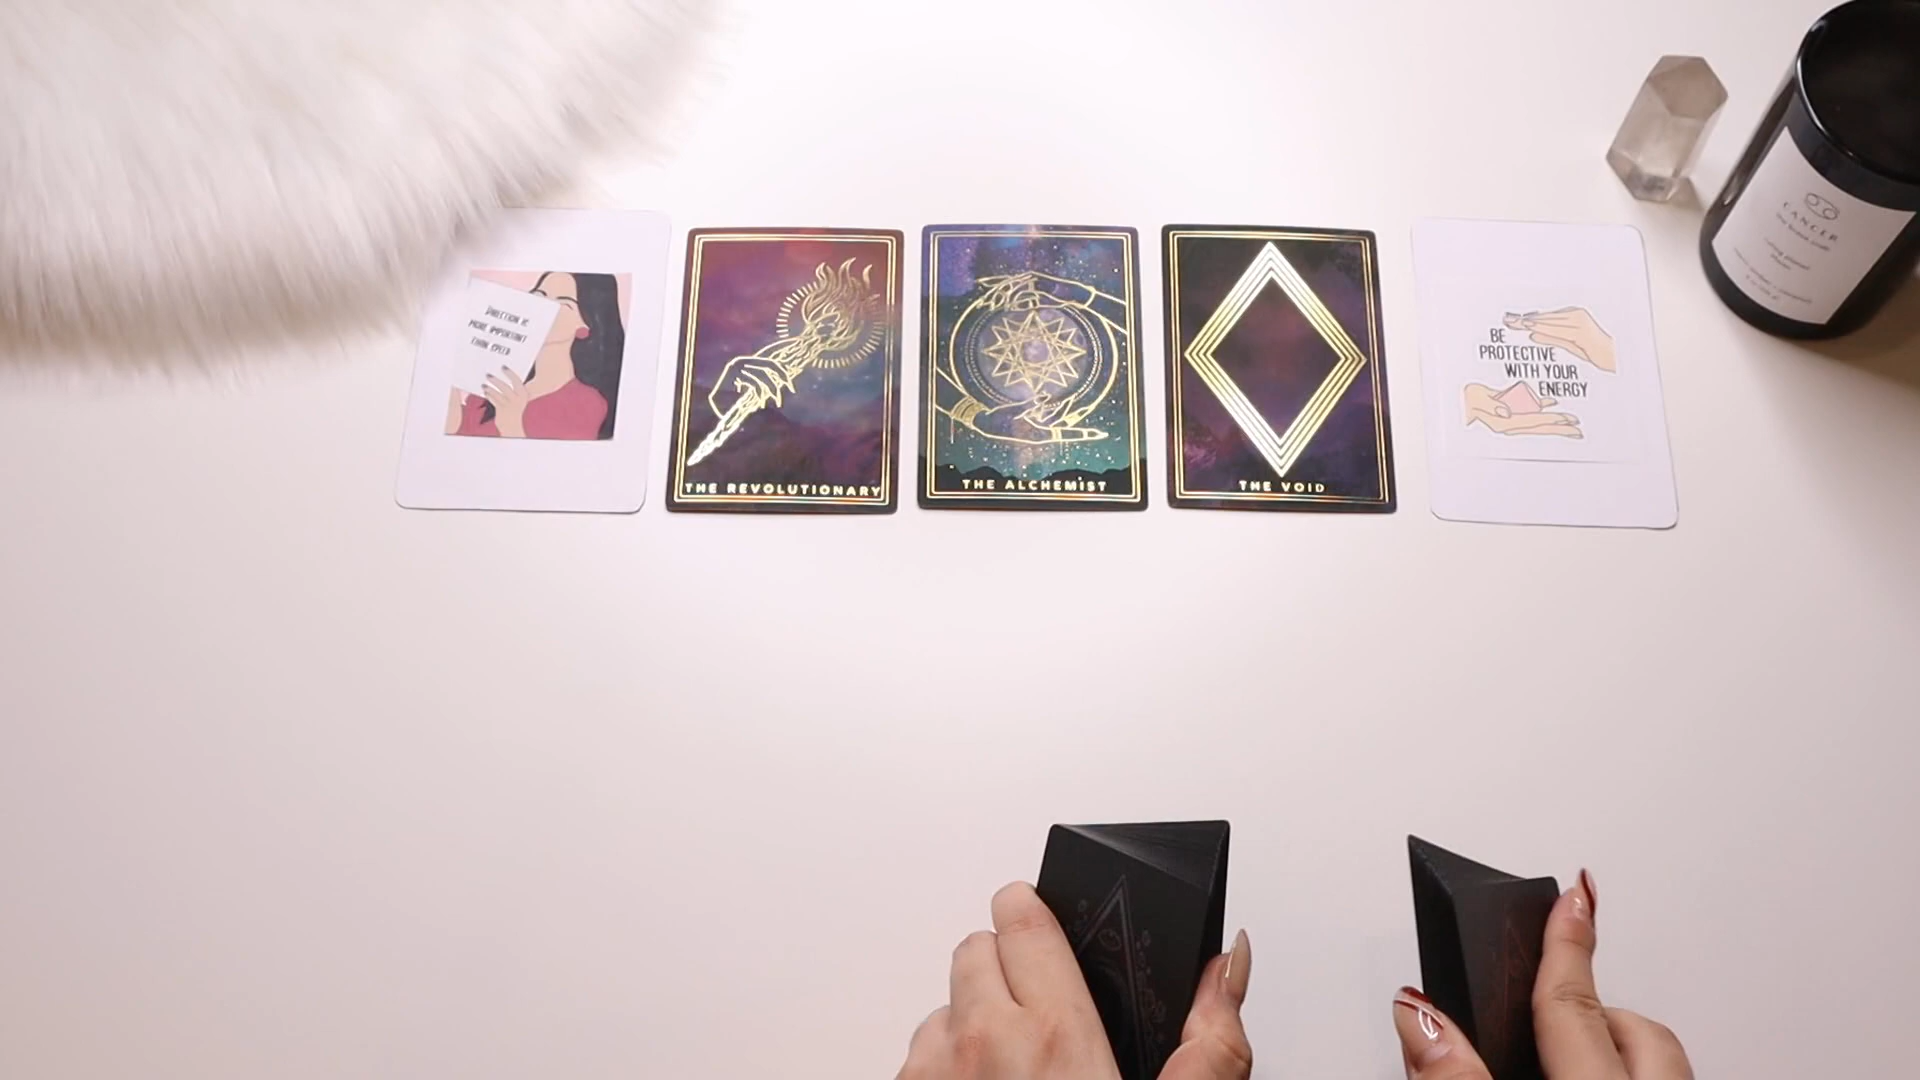 DIRECTION IS
MORE IMPORTANT
THAN SPEED
THE REVOLUTIONARY
THE ALCHEMIST
THE VOID
BE
PROTECTIVE
WITH YOUR
ENERGY
CANCER